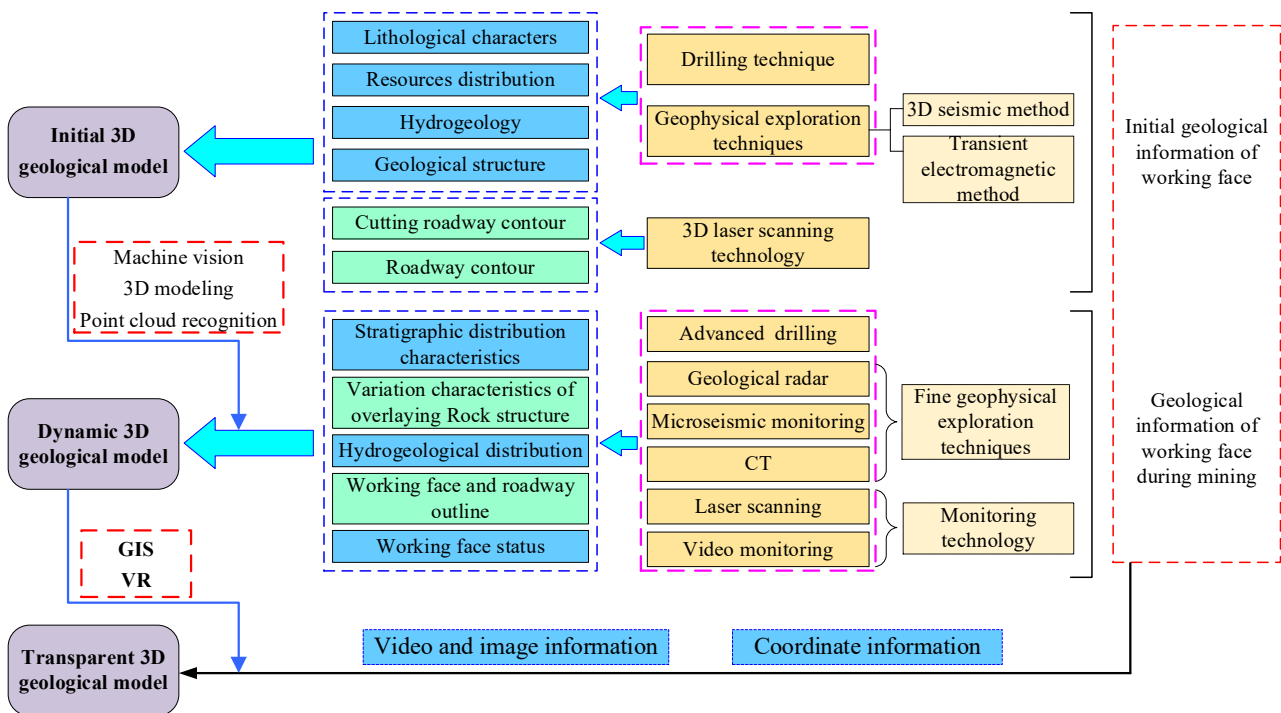 Initial 3D
geological model
Machine vision
3D modeling
Point cloud recognition
Dynamic 3D
geological model
GIS
VR
Transparent 3D
geological model
Lithological characters
Resources distribution
Hydrogeology
Geological structure
Cutting roadway contour
Roadway contour
Stratigraphic distribution
characteristics
Variation characteristics of
overlaying Rock structure
Hydrogeological distribution
Working face and roadway
outline
Working face status
Drilling technique
Geophysical exploration
techniques
3D seismic method
Transient
electromagnetic
method
3D laser scanning
technology
Advanced drilling
Geological radar
Microseismic monitoring
CT
Laser scanning
Video monitoring
Fine geophysical
exploration
techniques
Monitoring
technology
Initial geological
information of
working face
Geological
information of
working face
during mining
Video and image information
Coordinate information